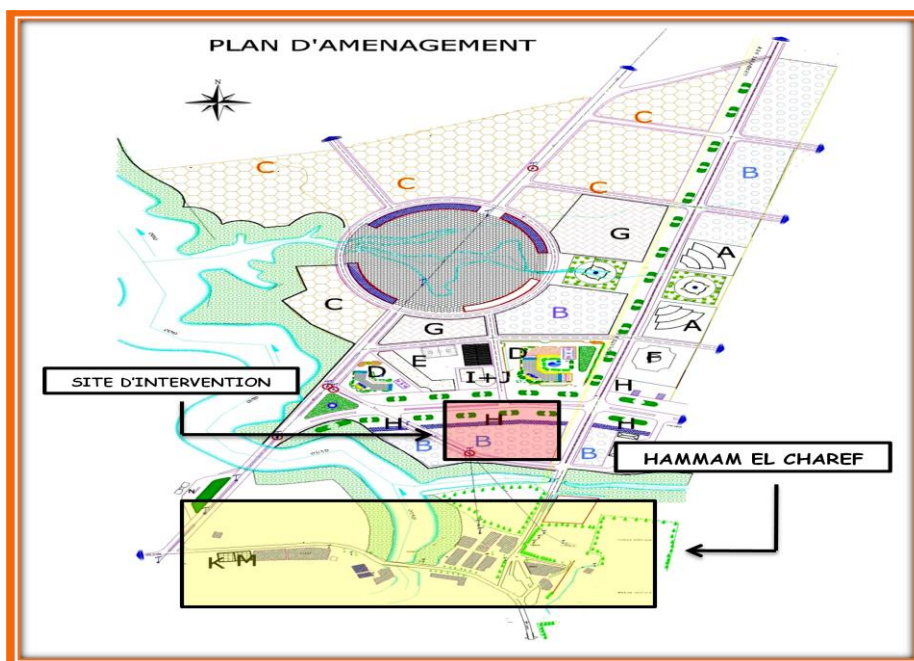 PLAN D'AMENAGEMENT
N
C
C
B
C
C
C
G
A
C
B
A
G
E
D
F
D
SITE D'INTERVENTION
I+J
H
H
H
H
B
B
B
HAMMAM EL CHAREF
K M